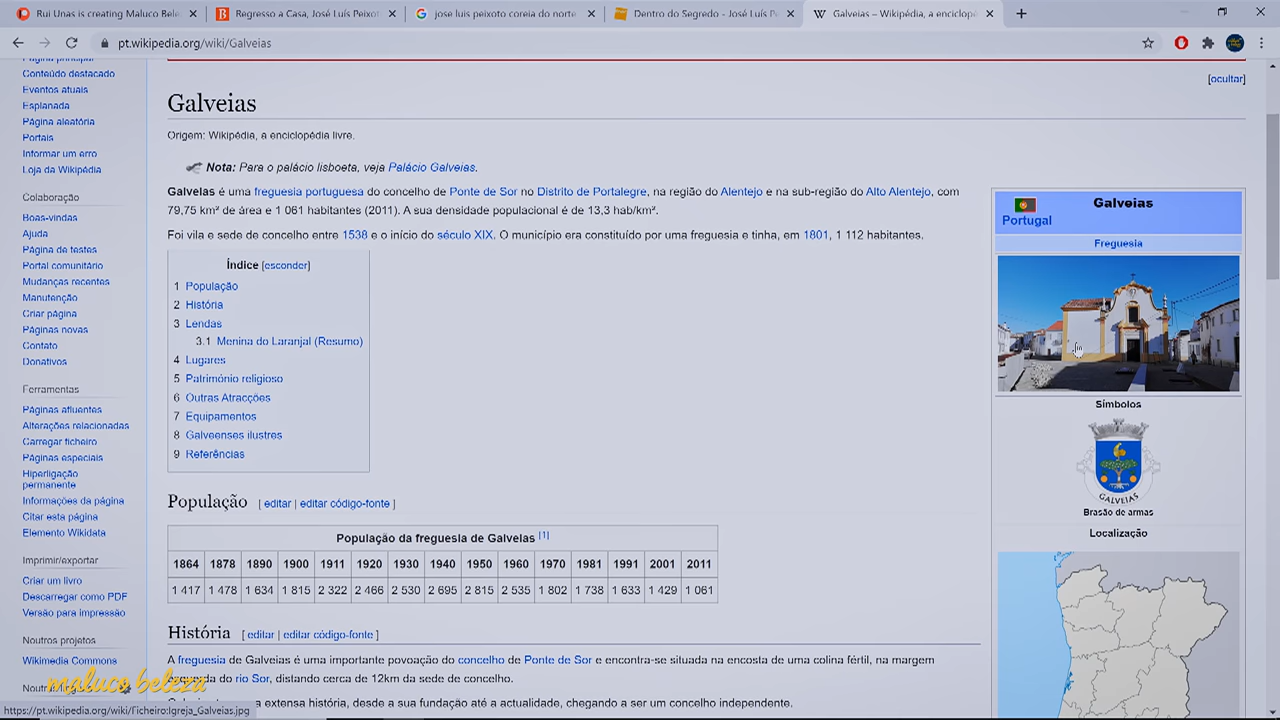 Rui Unas is creating Maluco Bele
Regresso a Casa, José Luís Peixot
jose luis peixoto coreia do norte
Dentro do Segredo - José Luís Pe
Galveias – Wikipédia, a enciclopé
pt.wikipedia.org/wiki/Galveias
Página principal
Conteúdo destacado
Eventos atuais
Esplanada
Página aleatória
Portais
Informar um erro
Loja da Wikipédia
Colaboração
Boas-vindas
Ajuda
Página de testes
Portal comunitário
Mudanças recentes
Manutenção
Criar página
Páginas novas
Contato
Donativos
Ferramentas
Páginas afluentes
Alterações relacionadas
Carregar ficheiro
Páginas especiais
Hiperligação
permanente
Informações da página
Citar esta página
Elemento Wikidata
Imprimir/exportar
Criar um livro
Descarregar como PDF
Versão para impressão
Noutros projetos
Wikimedia Commons
maluco beleza
https://pt.wikipedia.org/wiki/Ficheiro:Igreja_Galveias.jpg
[ocultar]
Galveias
Origem: Wikipédia, a enciclopédia livre.
Nota: Para o palácio lisboeta, veja Palácio Galveias.
Galveias é uma freguesia portuguesa do concelho de Ponte de Sor no Distrito de Portalegre, na região do Alentejo e na sub-região do Alto Alentejo, com
79,75 km² de área e 1 061 habitantes (2011). A sua densidade populacional é de 13,3 hab/km².
Foi vila e sede de concelho entre 1538 e o início do século XIX. O município era constituído por uma freguesia e tinha, em 1801, 1 112 habitantes.
Índice [esconder]
1 População
2 História
3 Lendas
3.1 Menina do Laranjal (Resumo)
4 Lugares
5 Património religioso
6 Outras Atracções
7 Equipamentos
8 Galveenses ilustres
9 Referências
População [ editar | editar código-fonte ]
População da freguesia de Galveias [1]
1864 1878 1890 1900 1911 1920 1930 1940 1950 1960 1970 1981 1991 2001 2011
1 417 1 478 1 634 1 815 2 322 2 466 2 530 2 695 2 815 2 535 1 802 1 738 1 633 1 429 1 061
História [ editar | editar código-fonte ]
A freguesia de Galveias é uma importante povoação do concelho de Ponte de Sor e encontra-se situada na encosta de uma colina fértil, na margem
do rio Sor, distando cerca de 12km da sede de concelho.
extensa história, desde a sua fundação até a actualidade, chegando a ser um concelho independente.
Galveias
Portugal
Freguesia
Símbolos
GALVEIAS
Brasão de armas
Localização